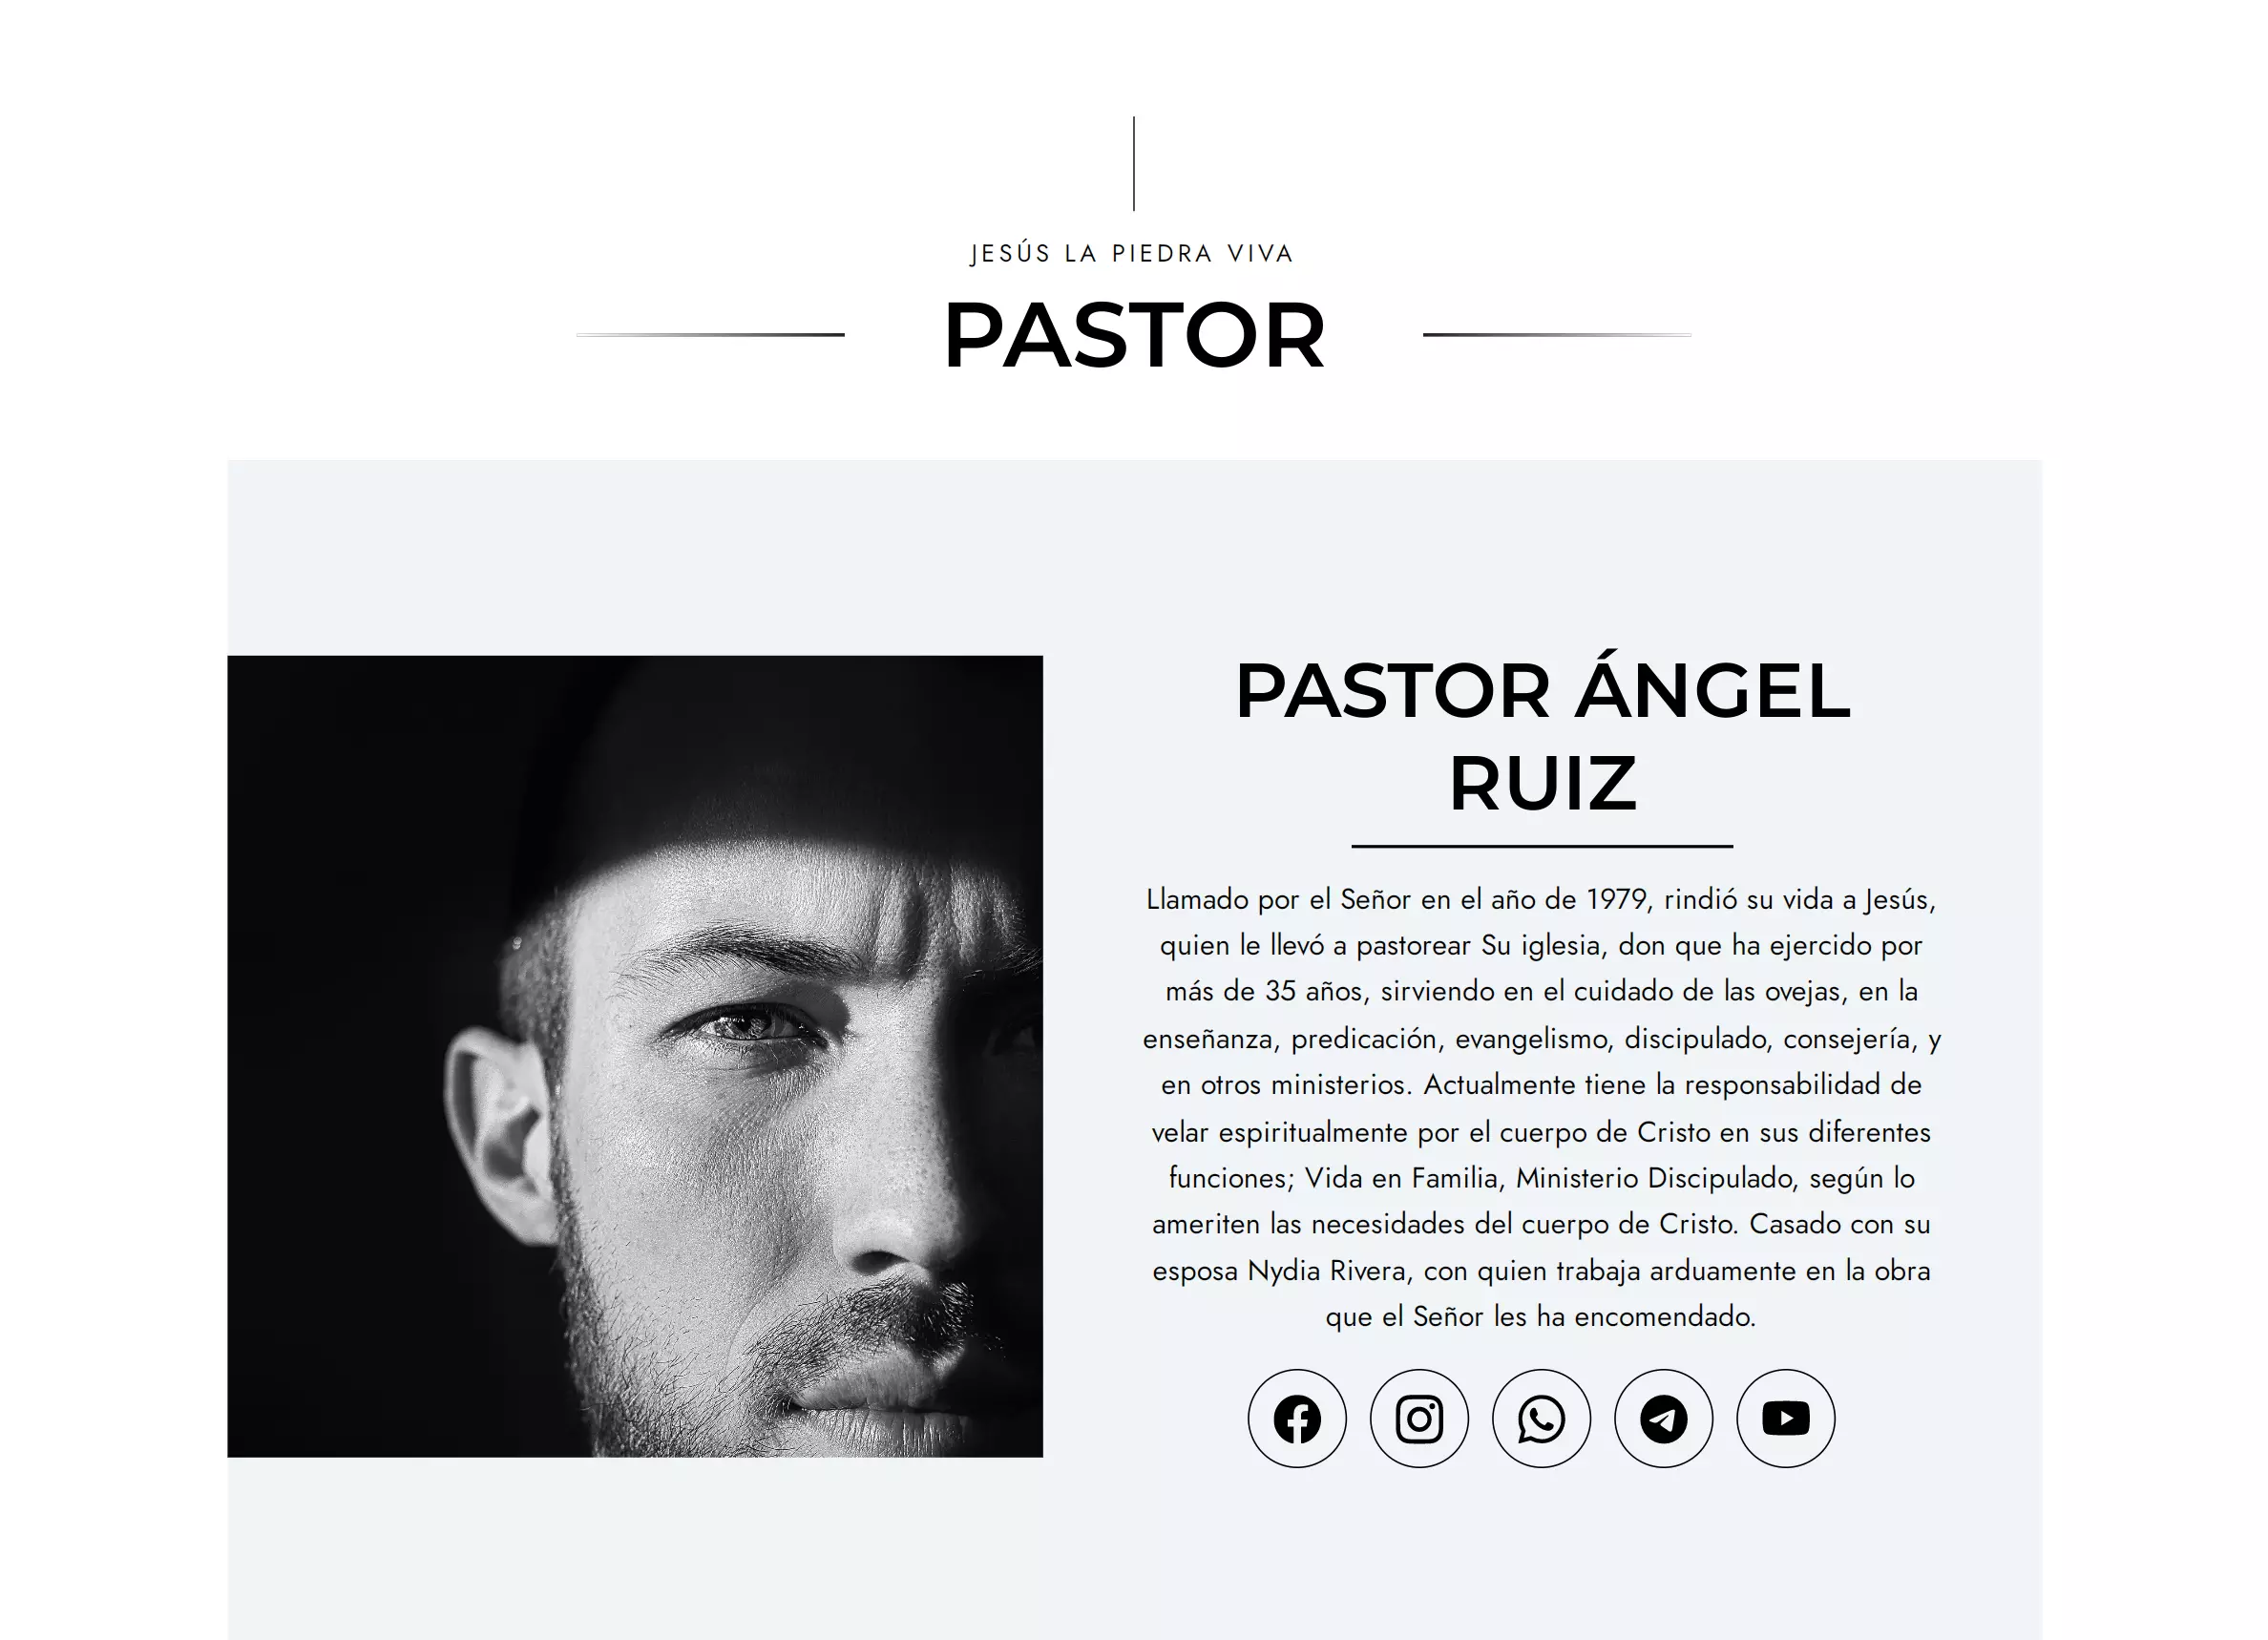 JESÚS LA PIEDRA VIVA
PASTOR
PASTOR ÁNGEL
RUIZ
Llamado por el Señor en el año de 1979, rindió su vida a Jesús,
quien le llevó a pastorear Su iglesia, don que ha ejercido por
más de 35 años, sirviendo en el cuidado de las ovejas, en la
enseñanza, predicación, evangelismo, discipulado, consejería, y
en otros ministerios. Actualmente tiene la responsabilidad de
velar espiritualmente por el cuerpo de Cristo en sus diferentes
funciones; Vida en Familia, Ministerio Discipulado, según lo
ameriten las necesidades del cuerpo de Cristo. Casado con su
esposa Nydia Rivera, con quien trabaja arduamente en la obra
que el Señor les ha encomendado.